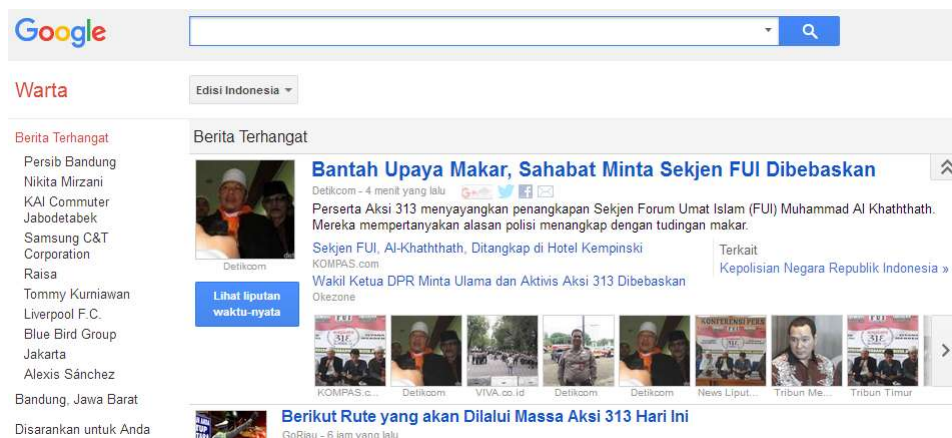 Google
Warta
Edisi Indonesia
Berita Terhangat
Persib Bandung
Nikita Mirzani
KAI Commuter
Jabodetabek
Samsung C&T
Corporation
Raisa
Tommy Kurniawan
Liverpool F.C.
Blue Bird Group
Jakarta
Alexis Sánchez
Bandung, Jawa Barat
Disarankan untuk Anda
Berita Terhangat
Bantah Upaya Makar, Sahabat Minta Sekjen FUI Dibebaskan
Detikcom - 4 menit yang lalu
Perserta Aksi 313 menyayangkan penangkapan Sekjen Forum Umat Islam (FUI) Muhammad Al Khaththath.
Mereka mempertanyakan alasan polisi menangkap dengan tudingan makar.
Detikcom
Lihat liputan
waktu-nyata
Sekjen FUI, Al-Khaththath, Ditangkap di Hotel Kempinski
KOMPAS.com
Wakil Ketua DPR Minta Ulama dan Aktivis Aksi 313 Dibebaskan
Okezone
Terkait
Kepolisian Negara Republik Indonesia »
KOMPAS.c... Detikcom VIVA.co.id Detikcom Detikcom News Liput... Tribun Me... Tribun Timur
Berikut Rute yang akan Dilalui Massa Aksi 313 Hari Ini
GoRiau - 6 jam yang lalu